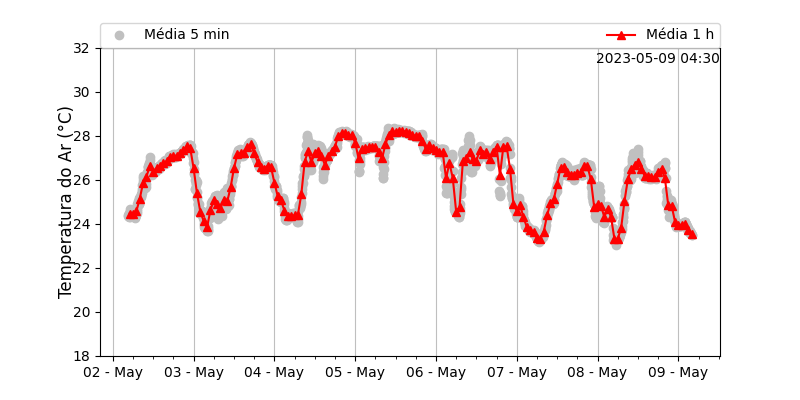 Média 5 min
Média 1 h
2023-05-09 04:30
Temperatura do Ar (°C)
32
30
28
26
24
22
20
18
02 - May
03 - May
04 - May
05 - May
06 - May
07 - May
08 - May
09 - May